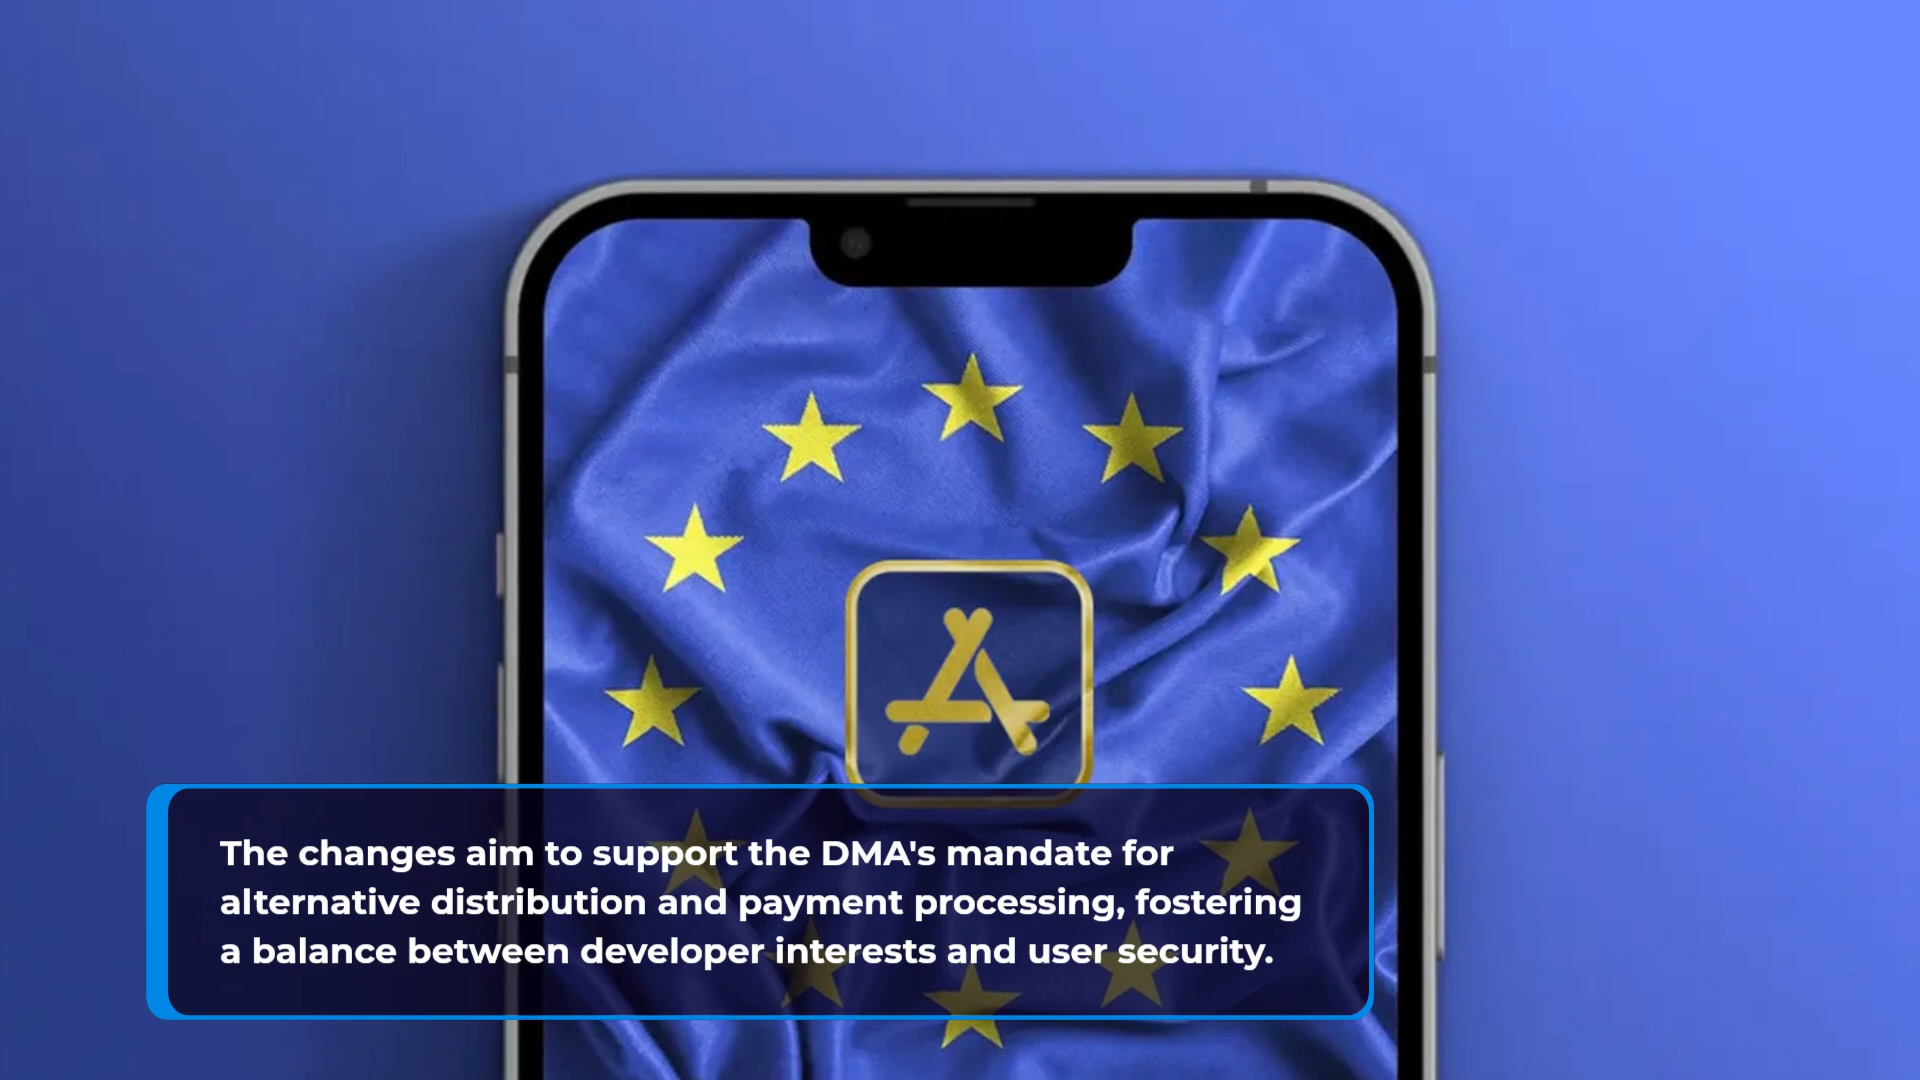 The changes aim to support the DMA's mandate for
alternative distribution and payment processing, fostering
a balance between developer interests and user security.